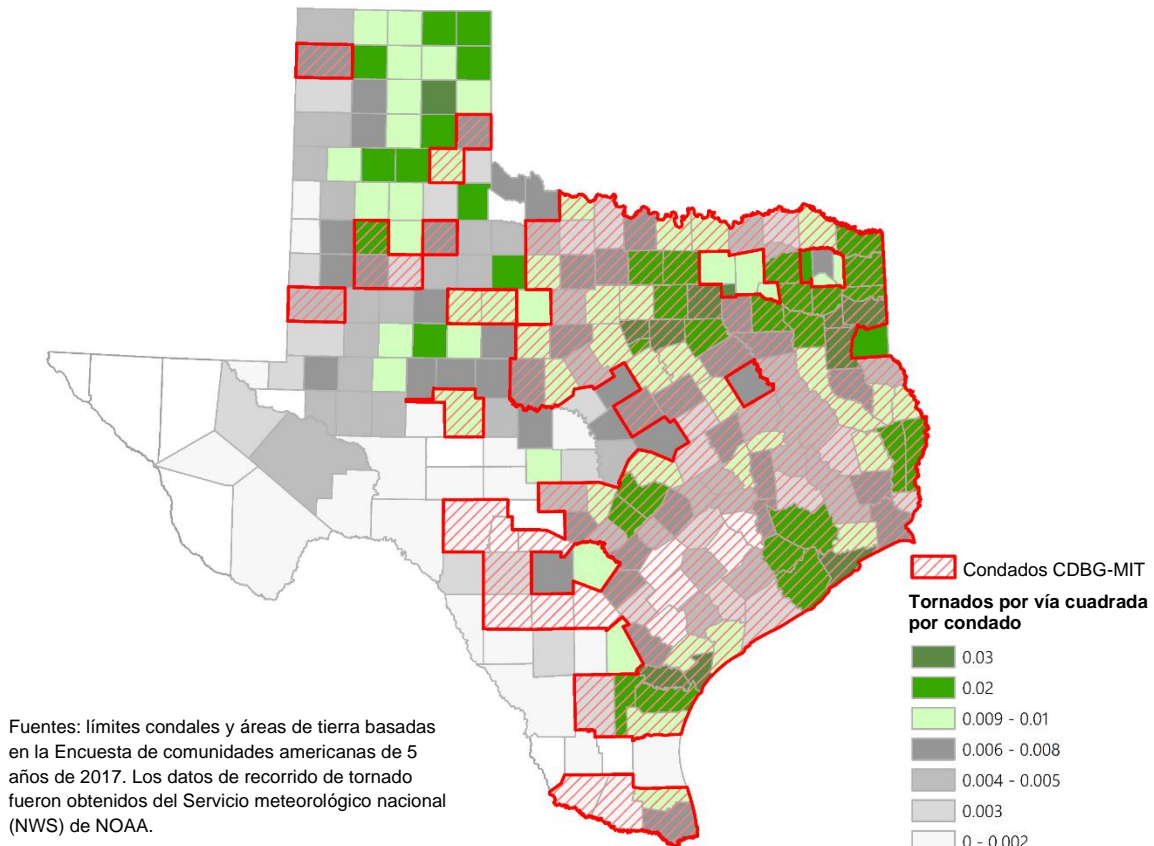 Condados CDBG-MIT
Tornados por vía cuadrada
por condado
0.03
0.02
0.009 - 0.01
0.006 - 0.008
0.004 - 0.005
0.003
0 - 0.002
Fuentes: límites condales y áreas de tierra basadas
en la Encuesta de comunidades americanas de 5
años de 2017. Los datos de recorrido de tornado
fueron obtenidos del Servicio meteorológico nacional
(NWS) de NOAA.